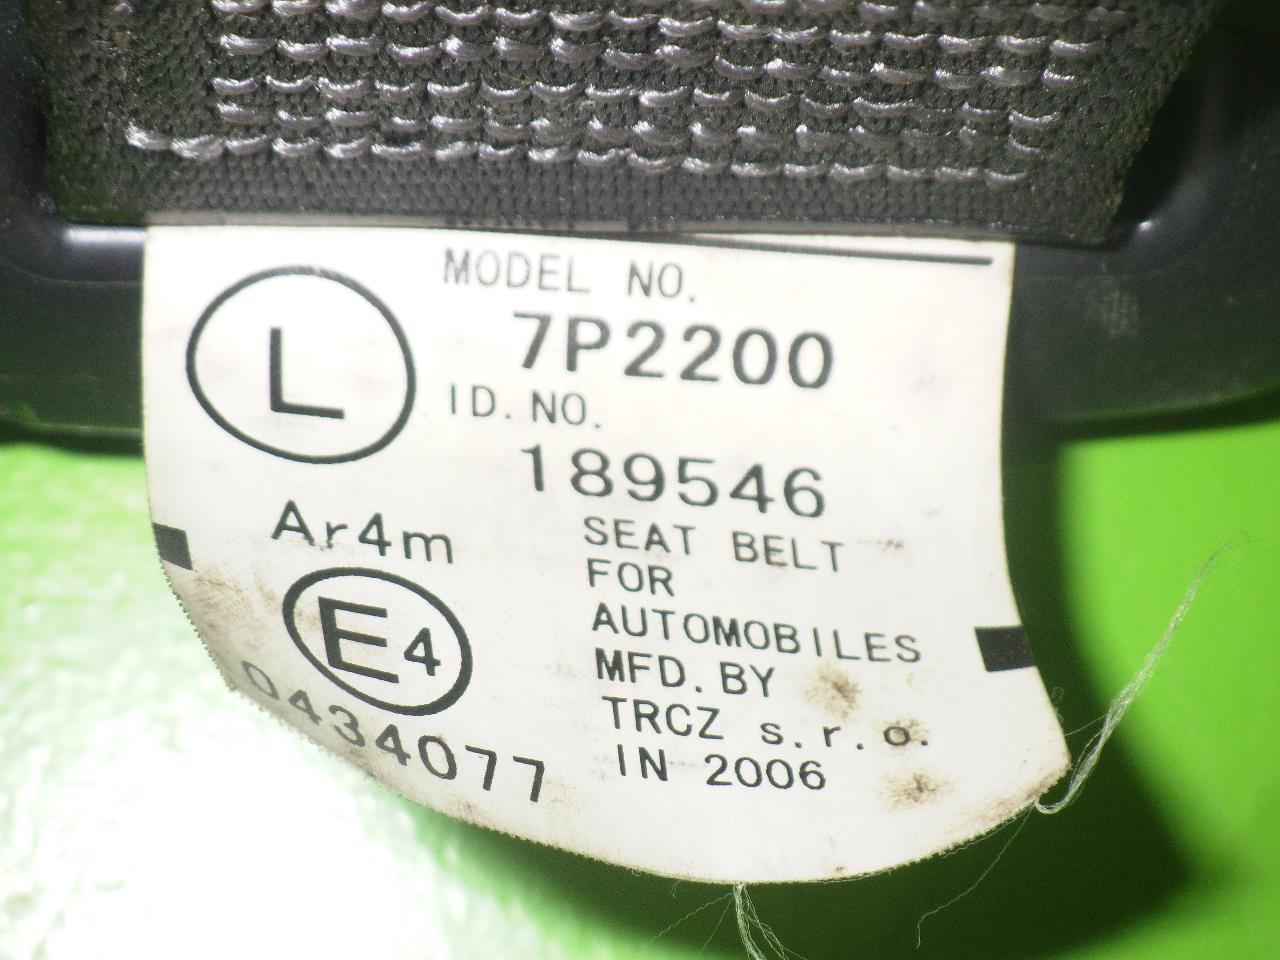 MODEL NO.
7P2200
L
ID. NO.
189546
Ar4m
SEAT BELT
FOR
AUTOMOBILES
MFD. BY
TRCZ s.r.o.
IN 2006
E4
0434077